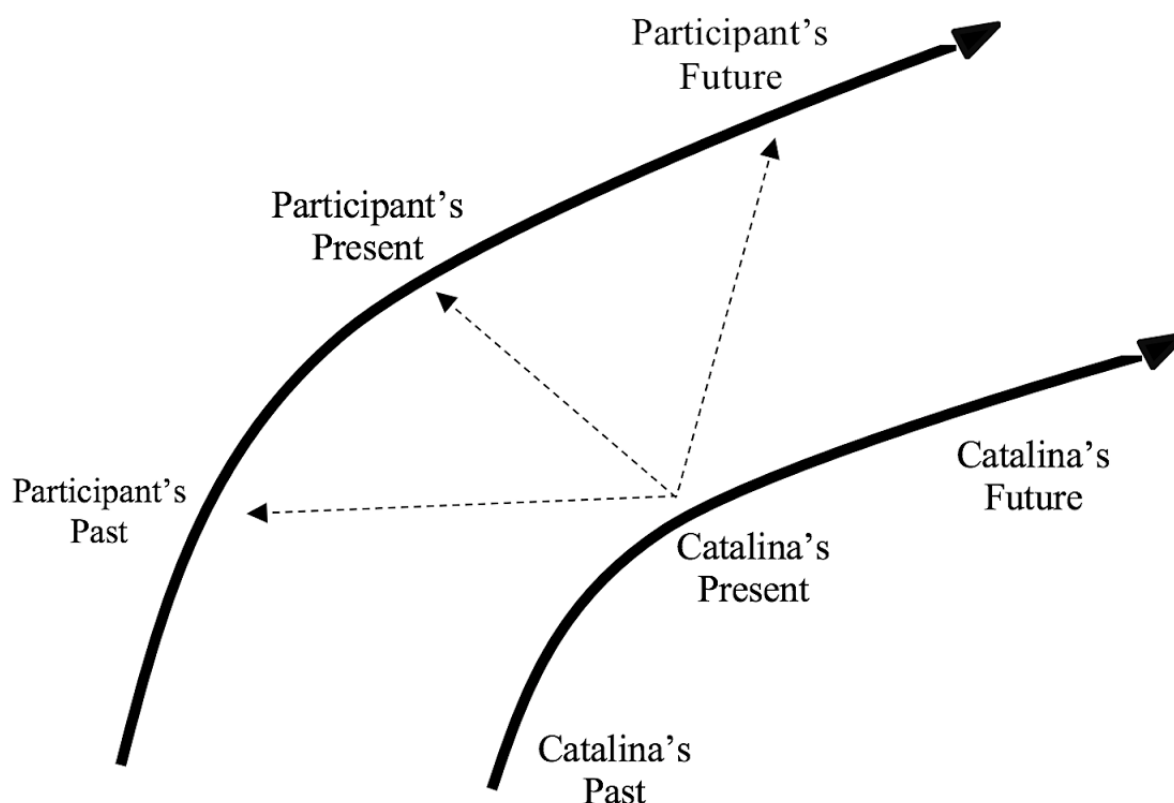 Participant's
Future
Participant's
Present
Participant's
Past
Catalina's
Future
Catalina's
Present
Catalina's
Past